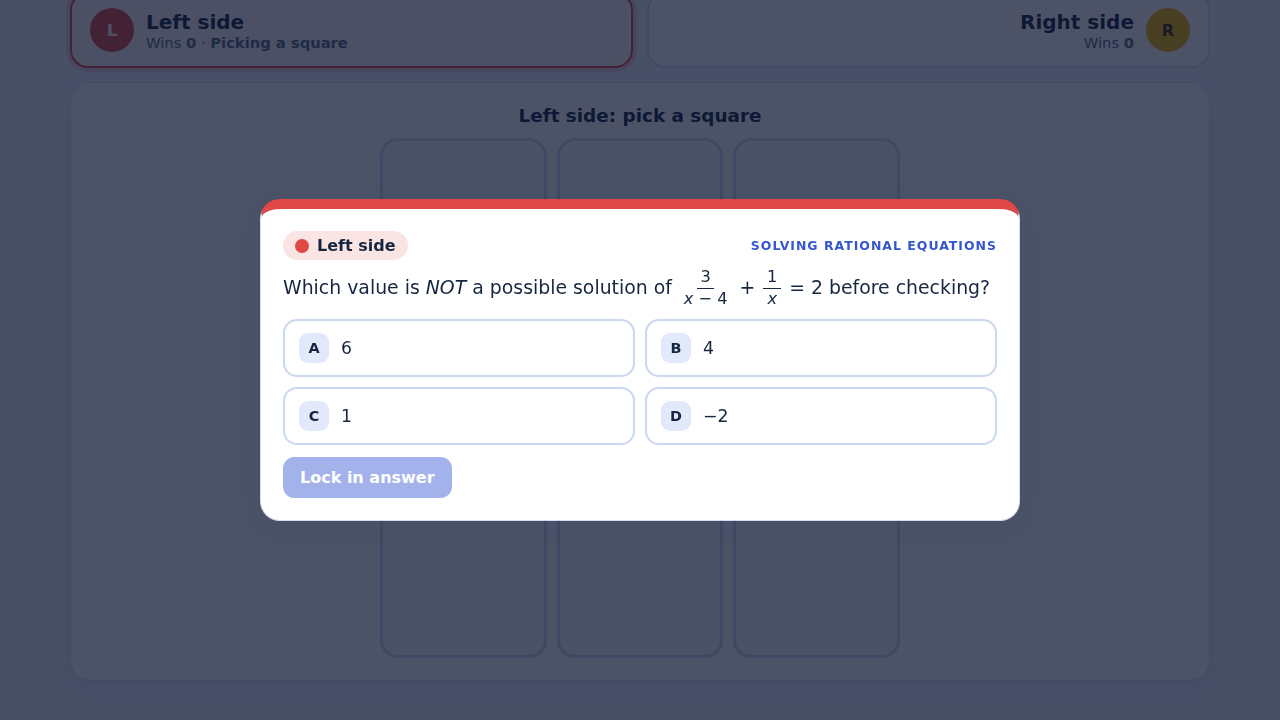 L
Left side
Wins 0 · Picking a square
Right side
Wins 0
R
Left side: pick a square
Left side
SOLVING RATIONAL EQUATIONS
Which value is NOT a possible solution of 3/(x − 4) + 1/x = 2 before checking?
A 6
B 4
C 1
D −2
Lock in answer